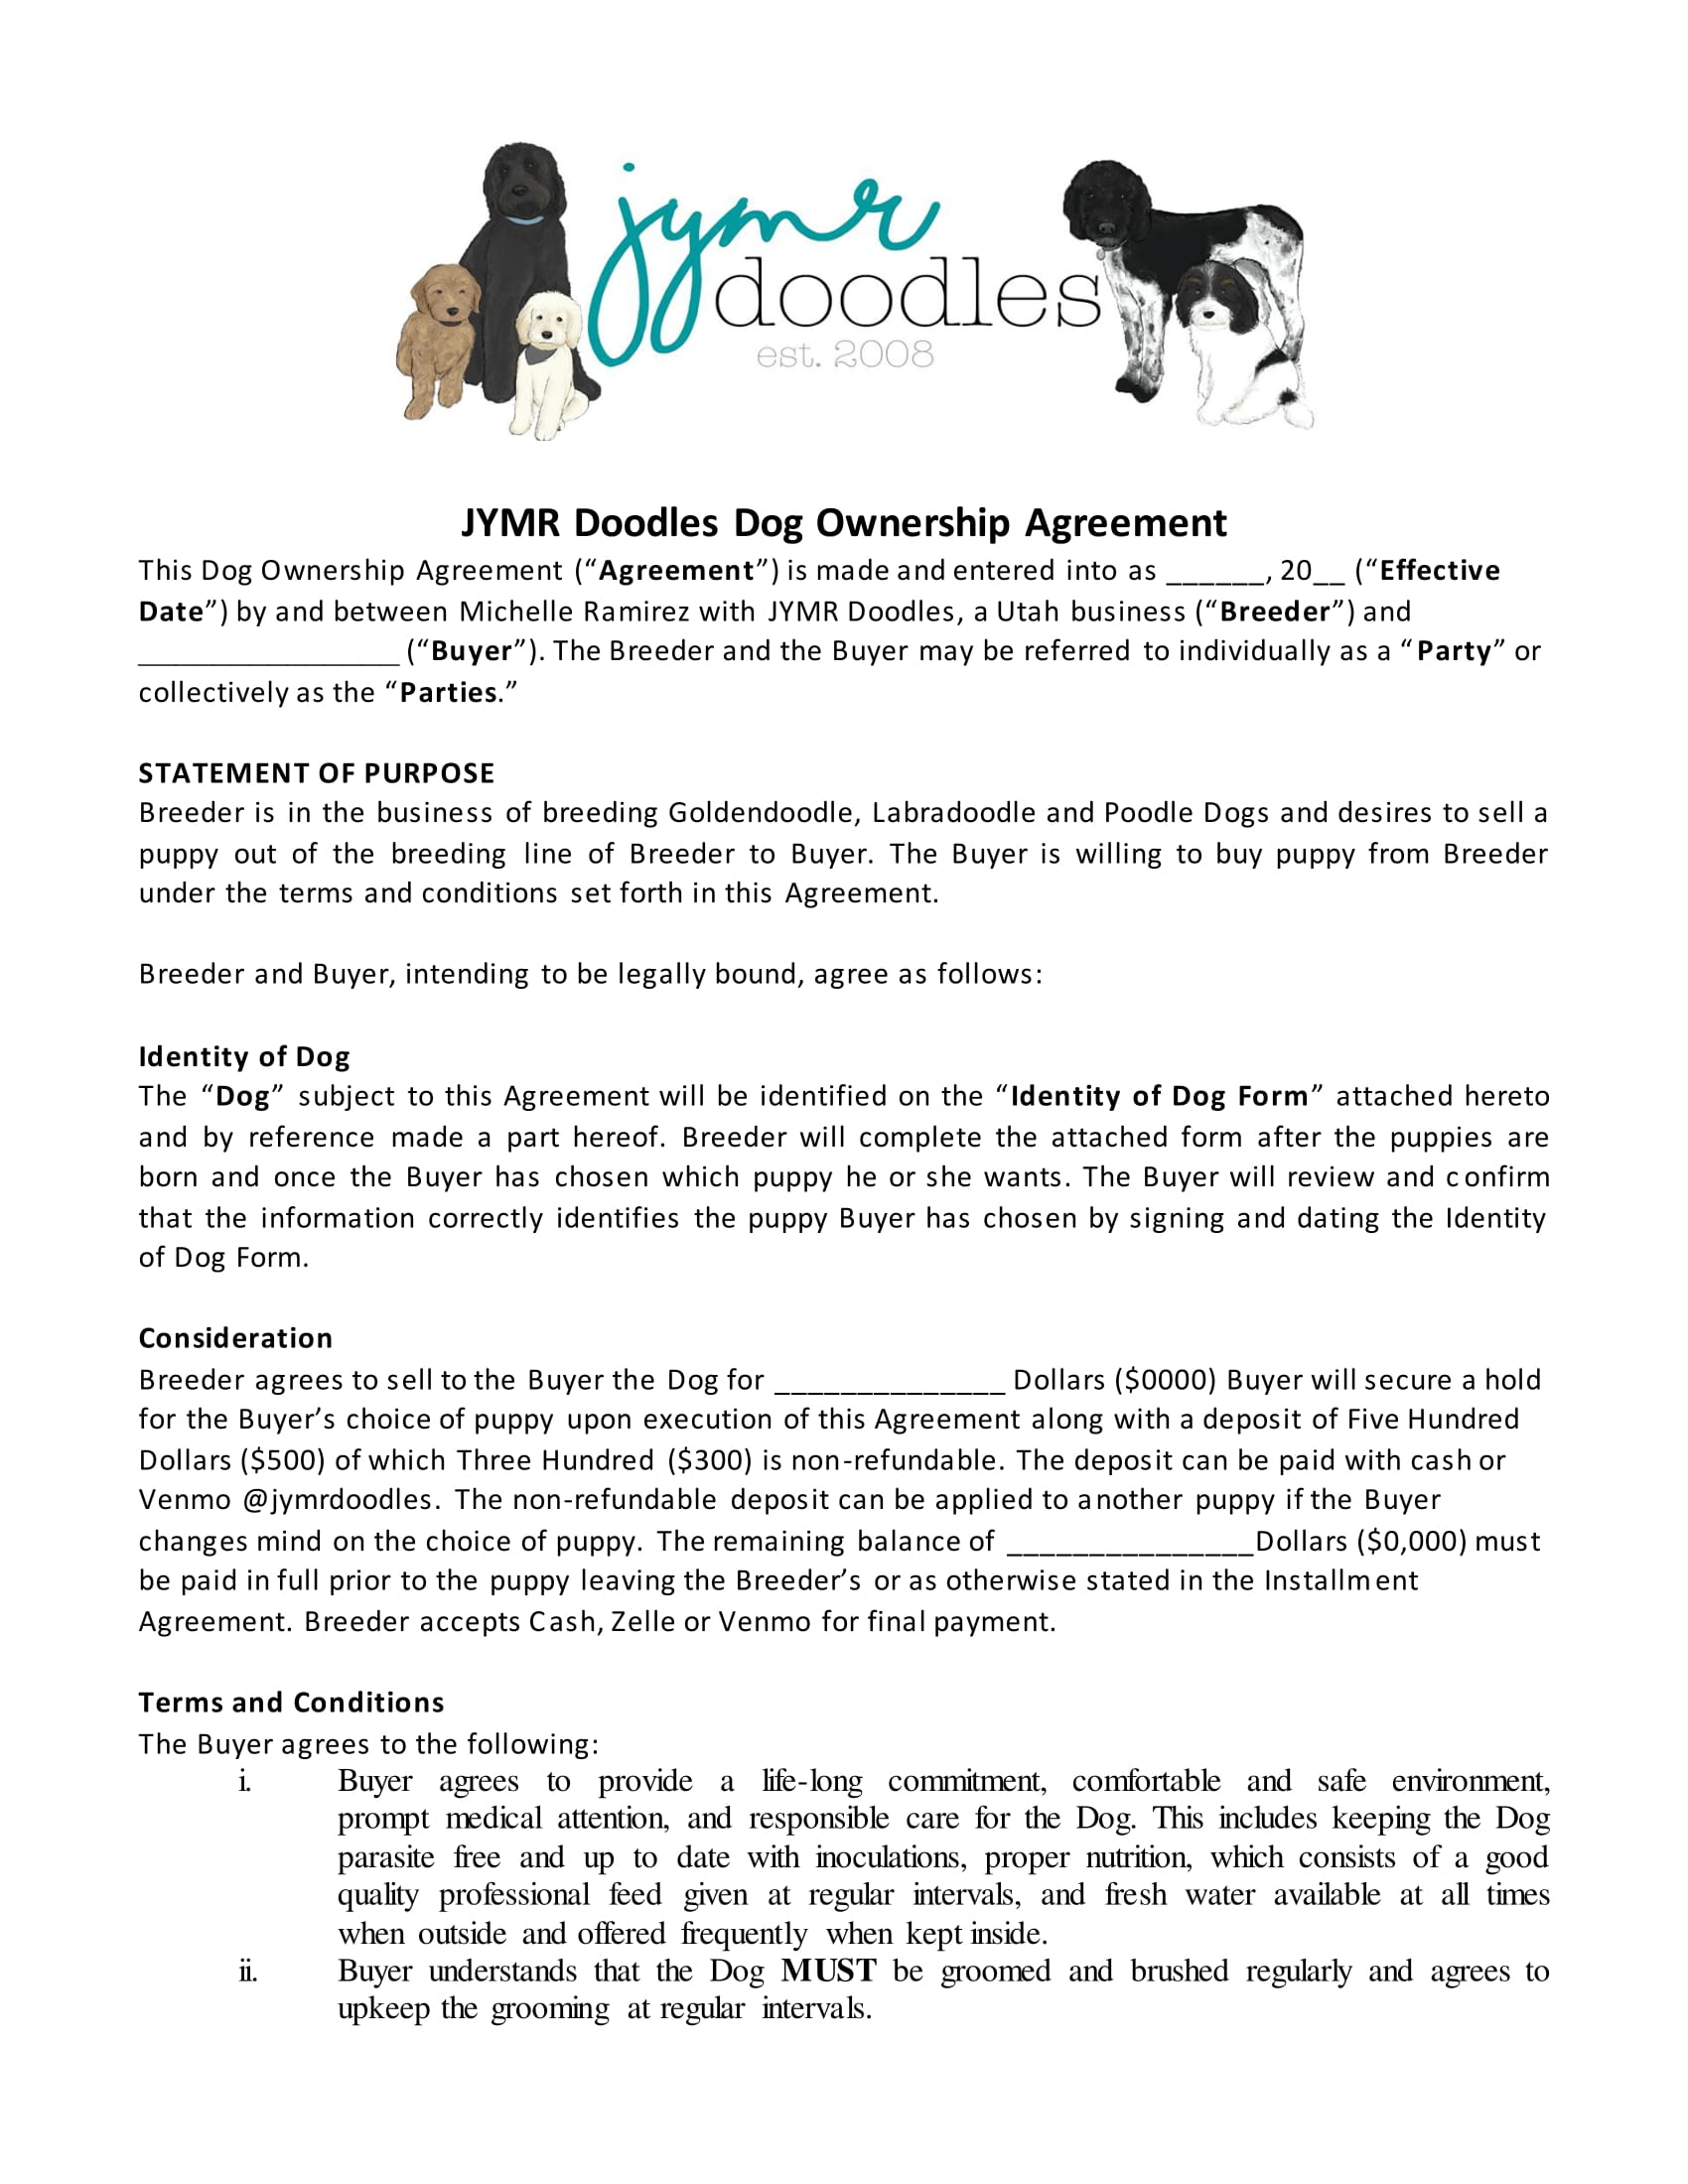 jymr
doodles
est. 2008
JYMR Doodles Dog Ownership Agreement
This Dog Ownership Agreement (“Agreement”) is made and entered into as ______, 20__ (“Effective
Date”) by and between Michelle Ramirez with JYMR Doodles, a Utah business (“Breeder”) and
________________ (“Buyer”). The Breeder and the Buyer may be referred to individually as a “Party” or
collectively as the “Parties.”
STATEMENT OF PURPOSE
Breeder is in the business of breeding Goldendoodle, Labradoodle and Poodle Dogs and desires to sell a
puppy out of the breeding line of Breeder to Buyer. The Buyer is willing to buy puppy from Breeder
under the terms and conditions set forth in this Agreement.
Breeder and Buyer, intending to be legally bound, agree as follows:
Identity of Dog
The “Dog” subject to this Agreement will be identified on the “Identity of Dog Form” attached hereto
and by reference made a part hereof. Breeder will complete the attached form after the puppies are
born and once the Buyer has chosen which puppy he or she wants. The Buyer will review and confirm
that the information correctly identifies the puppy Buyer has chosen by signing and dating the Identity
of Dog Form.
Consideration
Breeder agrees to sell to the Buyer the Dog for ______________ Dollars ($0000) Buyer will secure a hold
for the Buyer’s choice of puppy upon execution of this Agreement along with a deposit of Five Hundred
Dollars ($500) of which Three Hundred ($300) is non-refundable. The deposit can be paid with cash or
Venmo @jymrdoodles. The non-refundable deposit can be applied to another puppy if the Buyer
changes mind on the choice of puppy. The remaining balance of _______________Dollars ($0,000) must
be paid in full prior to the puppy leaving the Breeder’s or as otherwise stated in the Installment
Agreement. Breeder accepts Cash, Zelle or Venmo for final payment.
Terms and Conditions
The Buyer agrees to the following:
i. Buyer agrees to provide a life-long commitment, comfortable and safe environment,
prompt medical attention, and responsible care for the Dog. This includes keeping the Dog
parasite free and up to date with inoculations, proper nutrition, which consists of a good
quality professional feed given at regular intervals, and fresh water available at all times
when outside and offered frequently when kept inside.
ii. Buyer understands that the Dog MUST be groomed and brushed regularly and agrees to
upkeep the grooming at regular intervals.